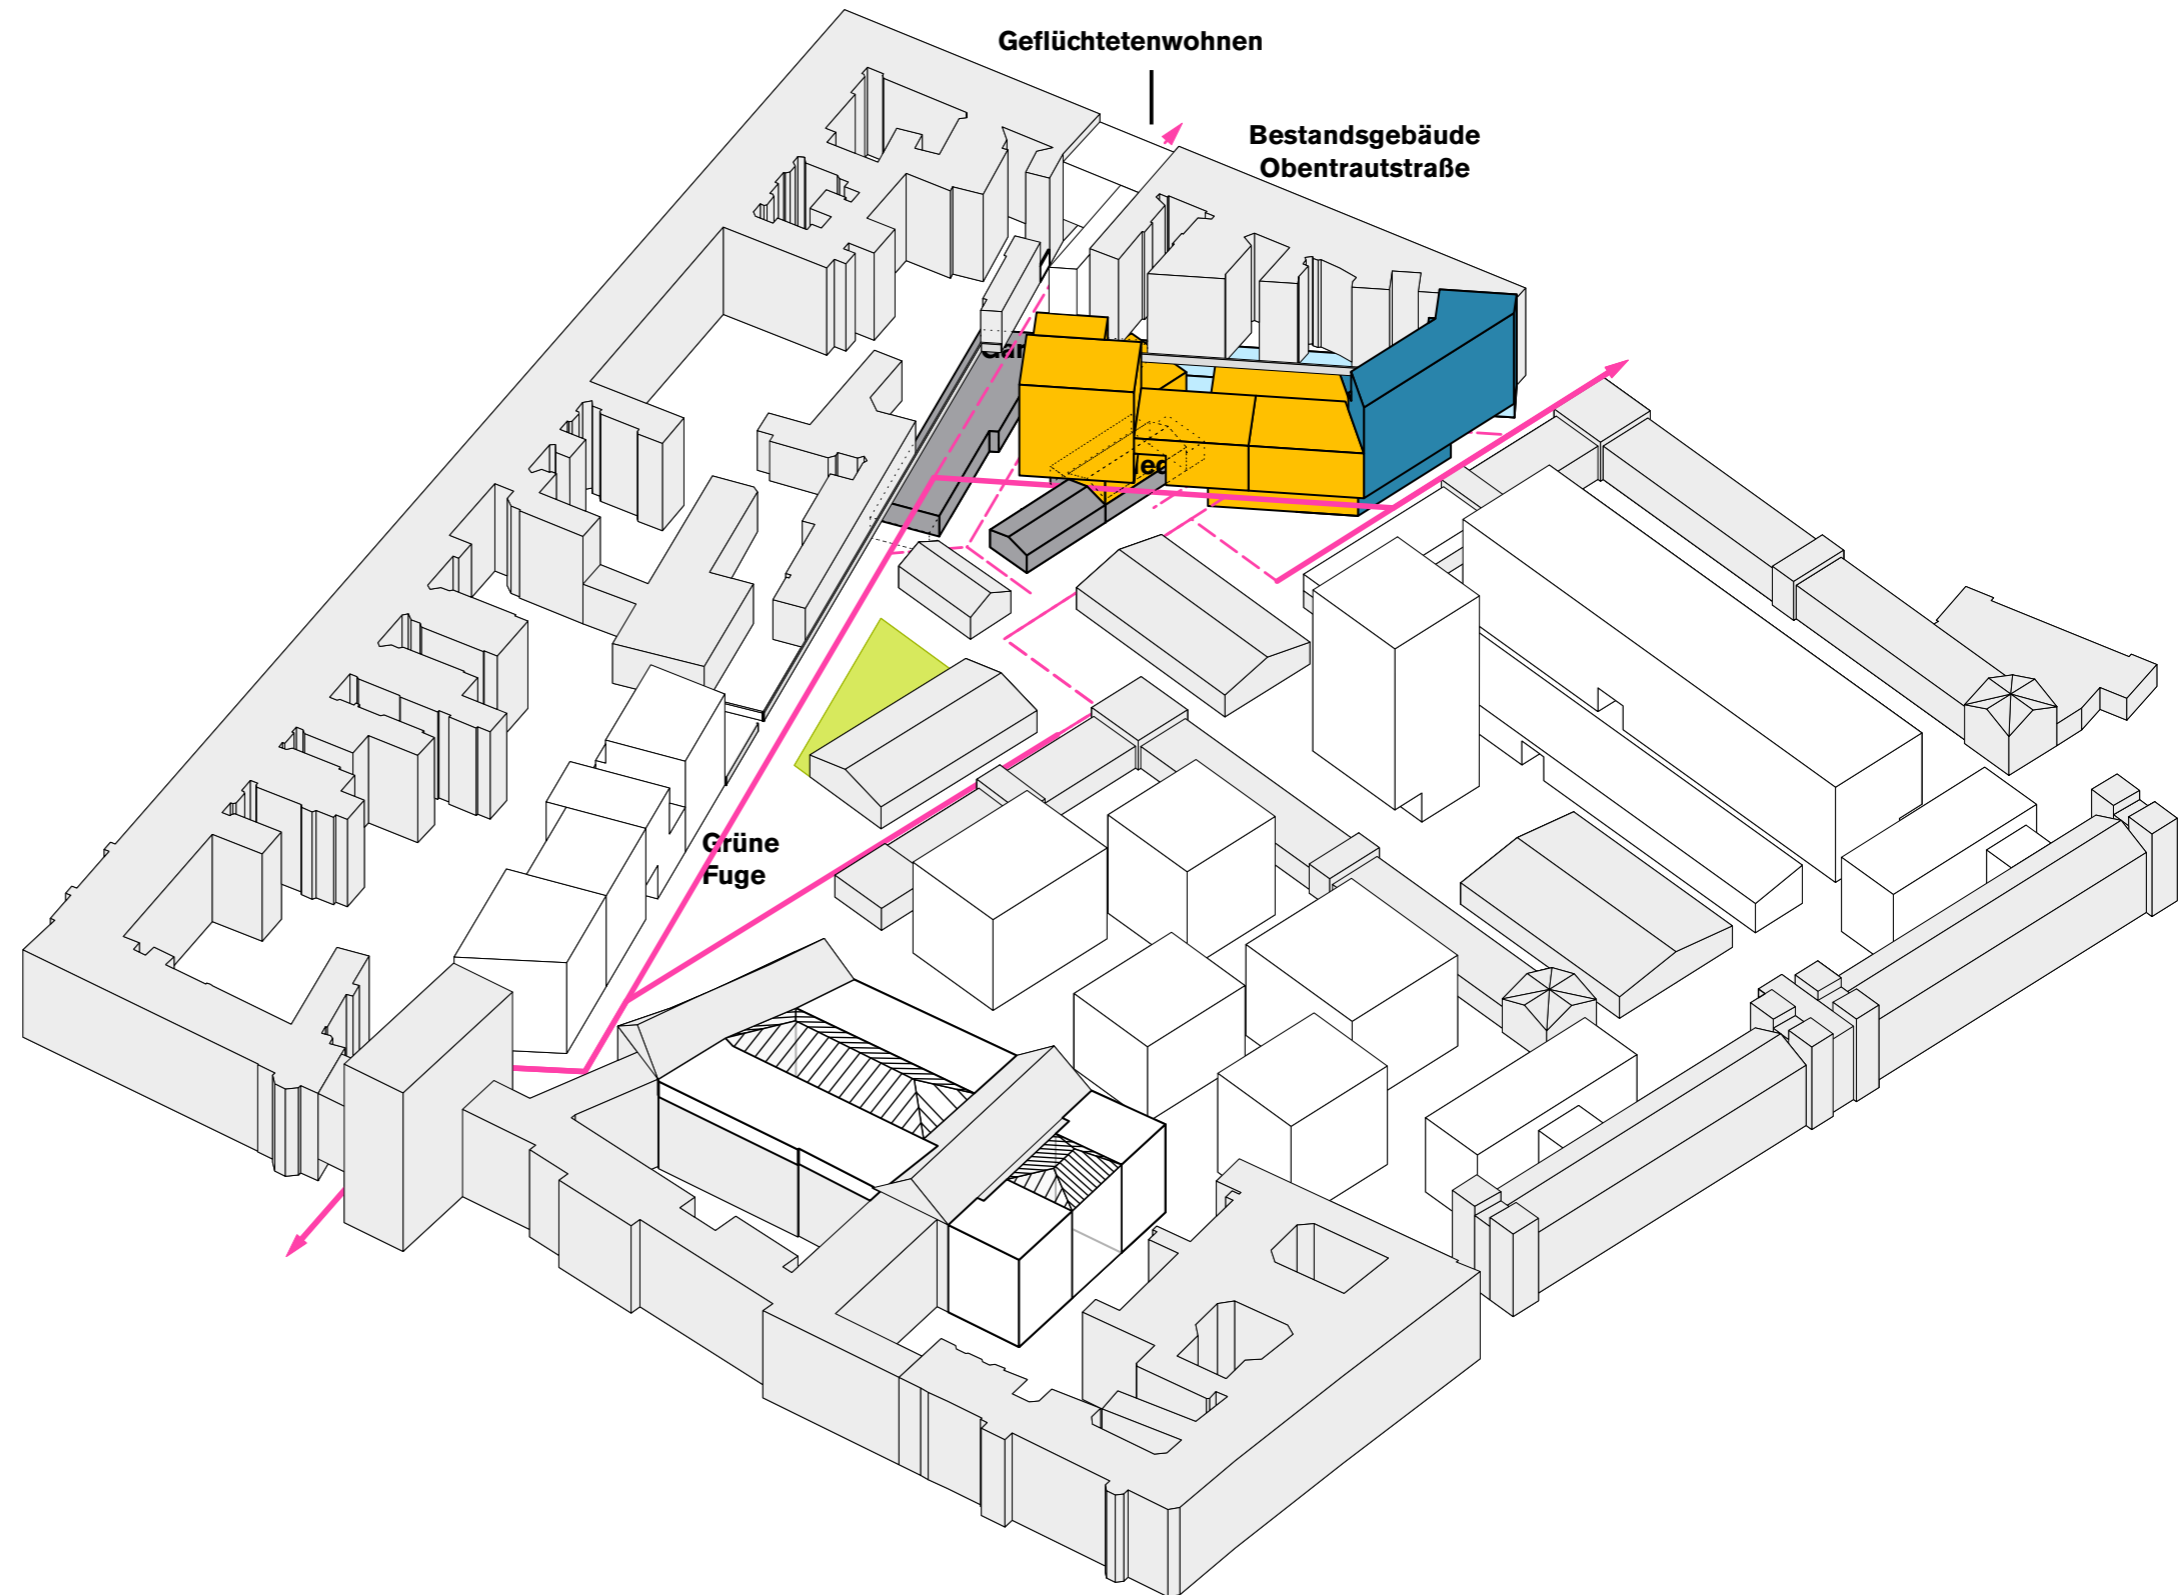 Geflüchtetenwohnen
Bestandsgebäude
Obentrautstraße
Grüne
Fuge